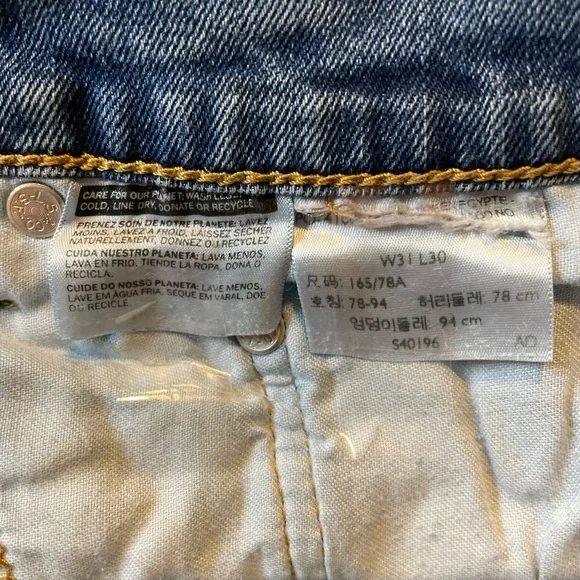 CARE FOR OUR PLANET: WASH LESS
COLD, LINE DRY, DONATE OR RECYCLE
PRENEZ SOIN DE NOTRE PLANÈTE: LAVEZ
MOINS, LAVEZ A FROID, LAISSEZ SÉCHER
NATURELLEMENT, DONNEZ OU RECYCLEZ
CUIDA NUESTRO PLANETA: LAVA MENOS,
LAVA EN FRIO, TIENDE LA ROPA, DONA O
RECICLA.
CUIDE DO NOSSO PLANETA: LAVE MENOS,
LAVE EM ÁGUA FRIA, SEQUE EM VARAL, DOE
OU RECICLE.
EGYPTE
NO
W31 L30
尺码: 165/78A
호칭: 78-94 허리둘레: 78 cm
엉덩이둘레: 94 cm
S40196 AD